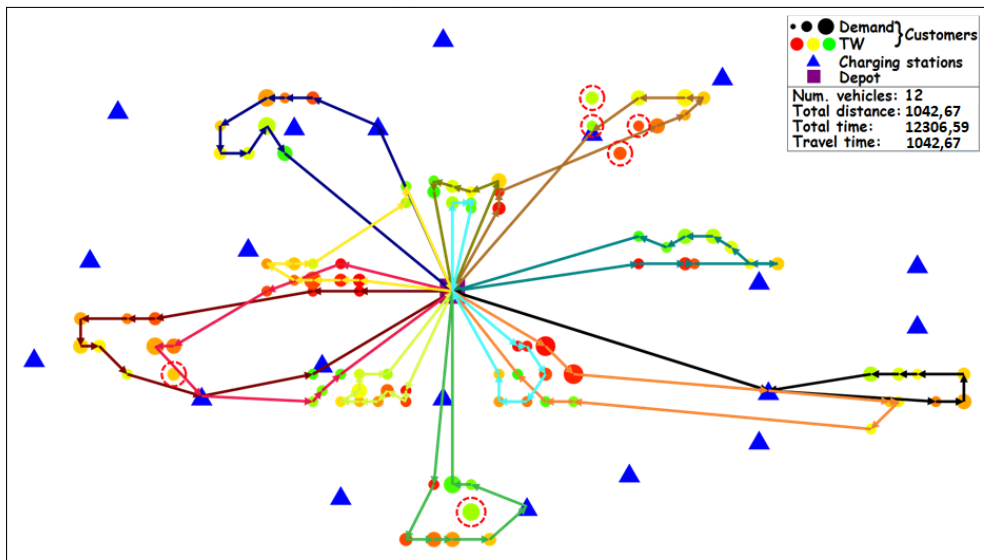 Demand
TW
} Customers
Charging stations
Depot
Num. vehicles: 12
Total distance: 1042,67
Total time: 12306,59
Travel time: 1042,67